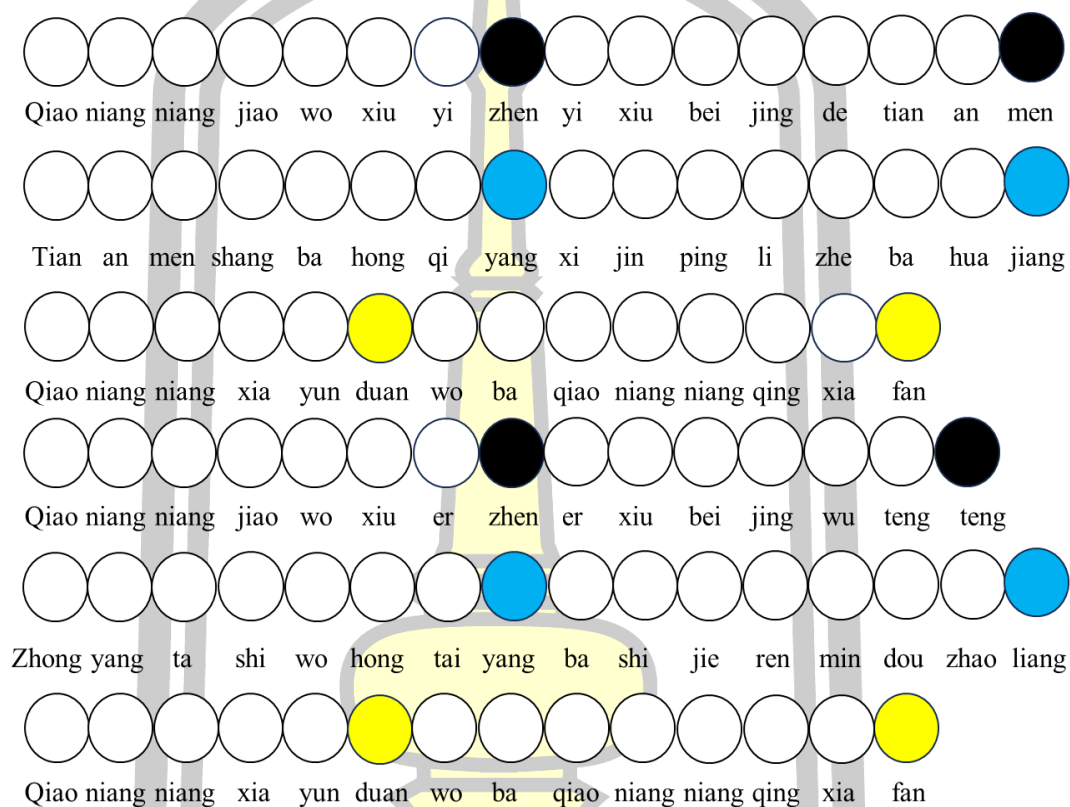 Qiao niang niang jiao wo xiu yi zhen yi xiu bei jing de tian an men
Tian an men shang ba hong qi yang xi jin ping li zhe ba hua jiang
Qiao niang niang xia yun duan wo ba qiao niang niang qing xia fan
Qiao niang niang jiao wo xiu er zhen er xiu bei jing wu teng teng
Zhong yang ta shi wo hong tai yang ba shi jie ren min dou zhao liang
Qiao niang niang xia yun duan wo ba qiao niang niang qing xia fan